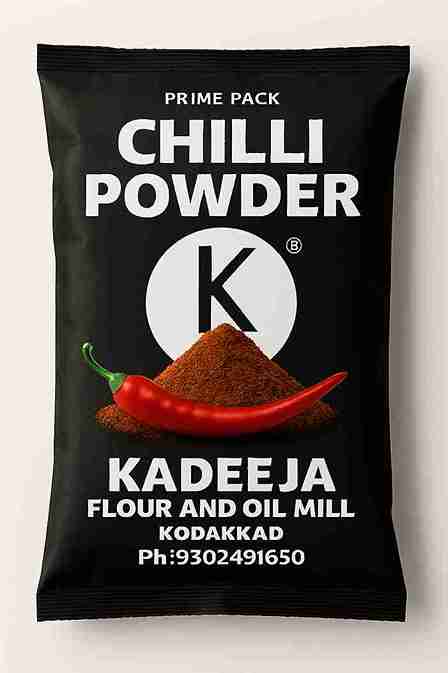 PRIME PACK
CHILLI
POWDER
K ®
KADEEJA
FLOUR AND OIL MILL
KODAKKAD
Ph:9302491650